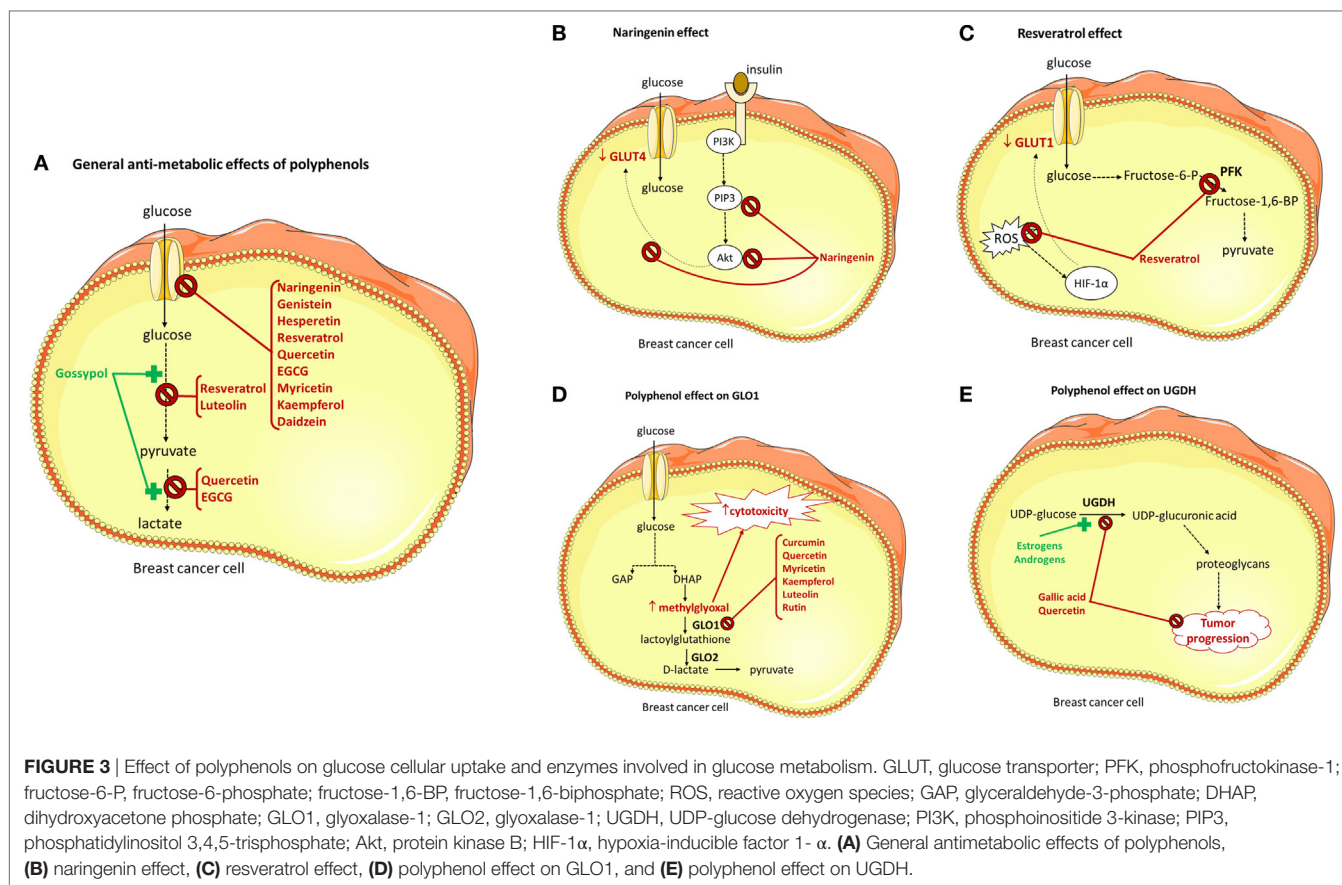 A
General anti-metabolic effects of polyphenols
glucose
glucose
Gossypol
Resveratrol
Luteolin
Naringenin
Genistein
Hesperetin
Resveratrol
Quercetin
EGCG
Myricetin
Kaempferol
Daidzein
pyruvate
Quercetin
EGCG
lactate
Breast cancer cell
B
Naringenin effect
insulin
glucose
PI3K
↓ GLUT4
glucose
PIP3
Akt
Naringenin
Breast cancer cell
C
Resveratrol effect
glucose
↓ GLUT1
glucose
Fructose-6-P
PFK
Fructose-1,6-BP
ROS
Resveratrol
pyruvate
HIF-1α
Breast cancer cell
D
Polyphenol effect on GLO1
glucose
↑cytotoxicity
glucose
GAP
DHAP
Curcumin
Quercetin
Myricetin
Kaempferol
Luteolin
Rutin
↑ methylglyoxal
GLO1
lactoylglutathione
GLO2
D-lactate
pyruvate
Breast cancer cell
E
Polyphenol effect on UGDH
UGDH
UDP-glucose
UDP-glucuronic acid
Estrogens
Androgens
proteoglycans
Gallic acid
Quercetin
Tumor
progression
Breast cancer cell
FIGURE 3 | Effect of polyphenols on glucose cellular uptake and enzymes involved in glucose metabolism. GLUT, glucose transporter; PFK, phosphofructokinase-1;
fructose-6-P, fructose-6-phosphate; fructose-1,6-BP, fructose-1,6-biphosphate; ROS, reactive oxygen species; GAP, glyceraldehyde-3-phosphate; DHAP,
dihydroxyacetone phosphate; GLO1, glyoxalase-1; GLO2, glyoxalase-1; UGDH, UDP-glucose dehydrogenase; PI3K, phosphoinositide 3-kinase; PIP3,
phosphatidylinositol 3,4,5-trisphosphate; Akt, protein kinase B; HIF-1α, hypoxia-inducible factor 1- α. (A) General antimetabolic effects of polyphenols,
(B) naringenin effect, (C) resveratrol effect, (D) polyphenol effect on GLO1, and (E) polyphenol effect on UGDH.